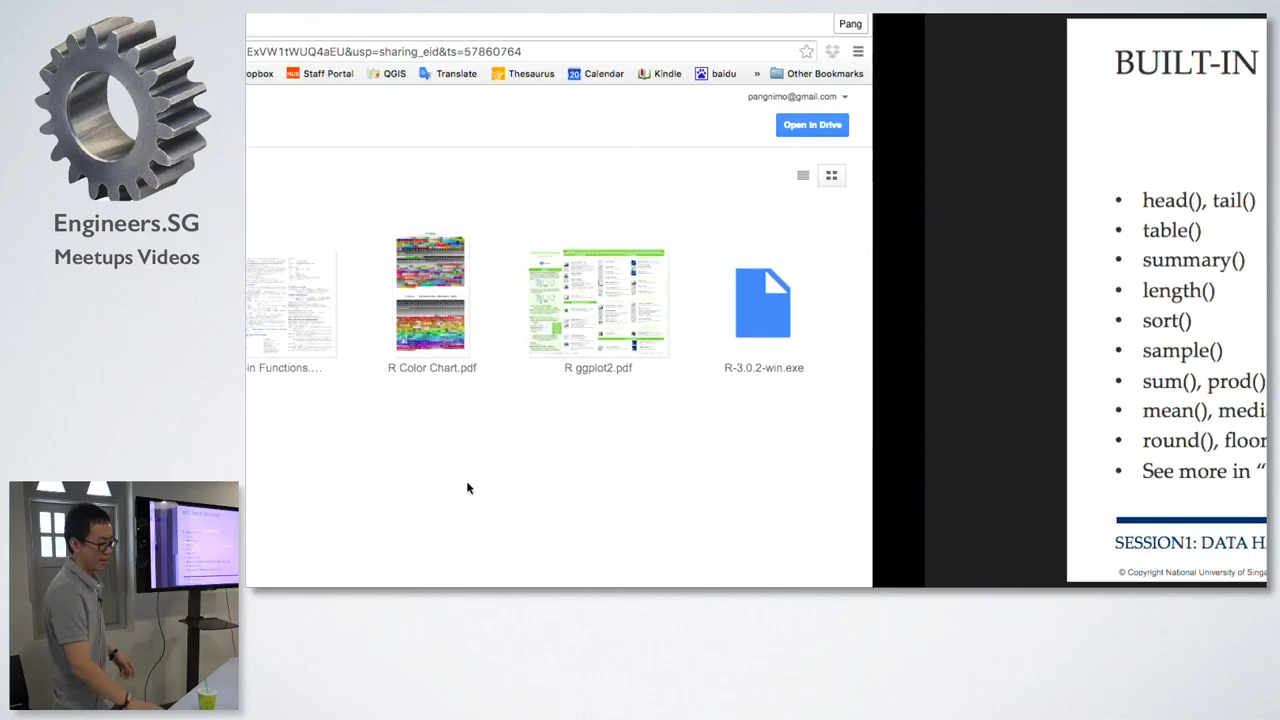 Engineers.SG
Meetups Videos
Pang
ExVW1tWUQ4aEU&usp=sharing_eid&ts=57860764
opbox Staff Portal QGIS Translate Thesaurus 20 Calendar Kindle baidu » Other Bookmarks
pangnimo@gmail.com
Open in Drive
in Functions.... R Color Chart.pdf R ggplot2.pdf R-3.0.2-win.exe
BUILT-IN
• head(), tail()
• table()
• summary()
• length()
• sort()
• sample()
• sum(), prod()
• mean(), medi
• round(), floor
• See more in “
SESSION1: DATA HA
© Copyright National University of Singa